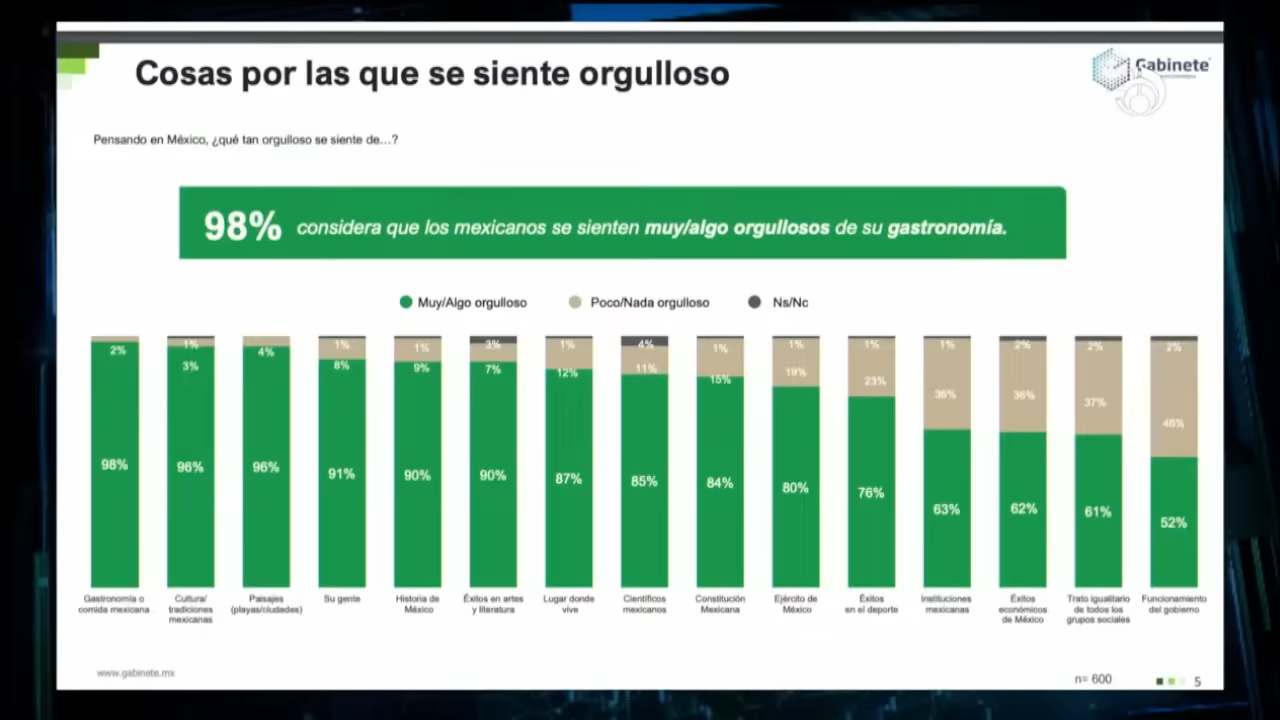 Cosas por las que se siente orgulloso
Gabinete
Pensando en México, ¿qué tan orgulloso se siente de...?
98% considera que los mexicanos se sienten muy/algo orgullosos de su gastronomía.
Muy/Algo orgulloso Poco/Nada orgulloso Ns/Nc
1% 1% 1% 3% 1% 4% 1% 1% 1% 1% 2% 2% 2%
2% 3% 4% 8% 9% 7% 12% 11% 15% 19% 23% 36% 36% 37% 46%
98% 96% 96% 91% 90% 90% 87% 85% 84% 80% 76% 63% 62% 61% 52%
Gastronomía o
comida mexicana
Cultura/
tradiciones
mexicanas
Paisajes
(playas/ciudades)
Su gente
Historia de
México
Éxitos en artes
y literatura
Lugar donde
vive
Científicos
mexicanos
Constitución
Mexicana
Ejército de
México
Éxitos
en el deporte
Instituciones
mexicanas
Éxitos
económicos
de México
Trato igualitario
de todos los
grupos sociales
Funcionamiento
del gobierno
www.gabinete.mx
n= 600
5